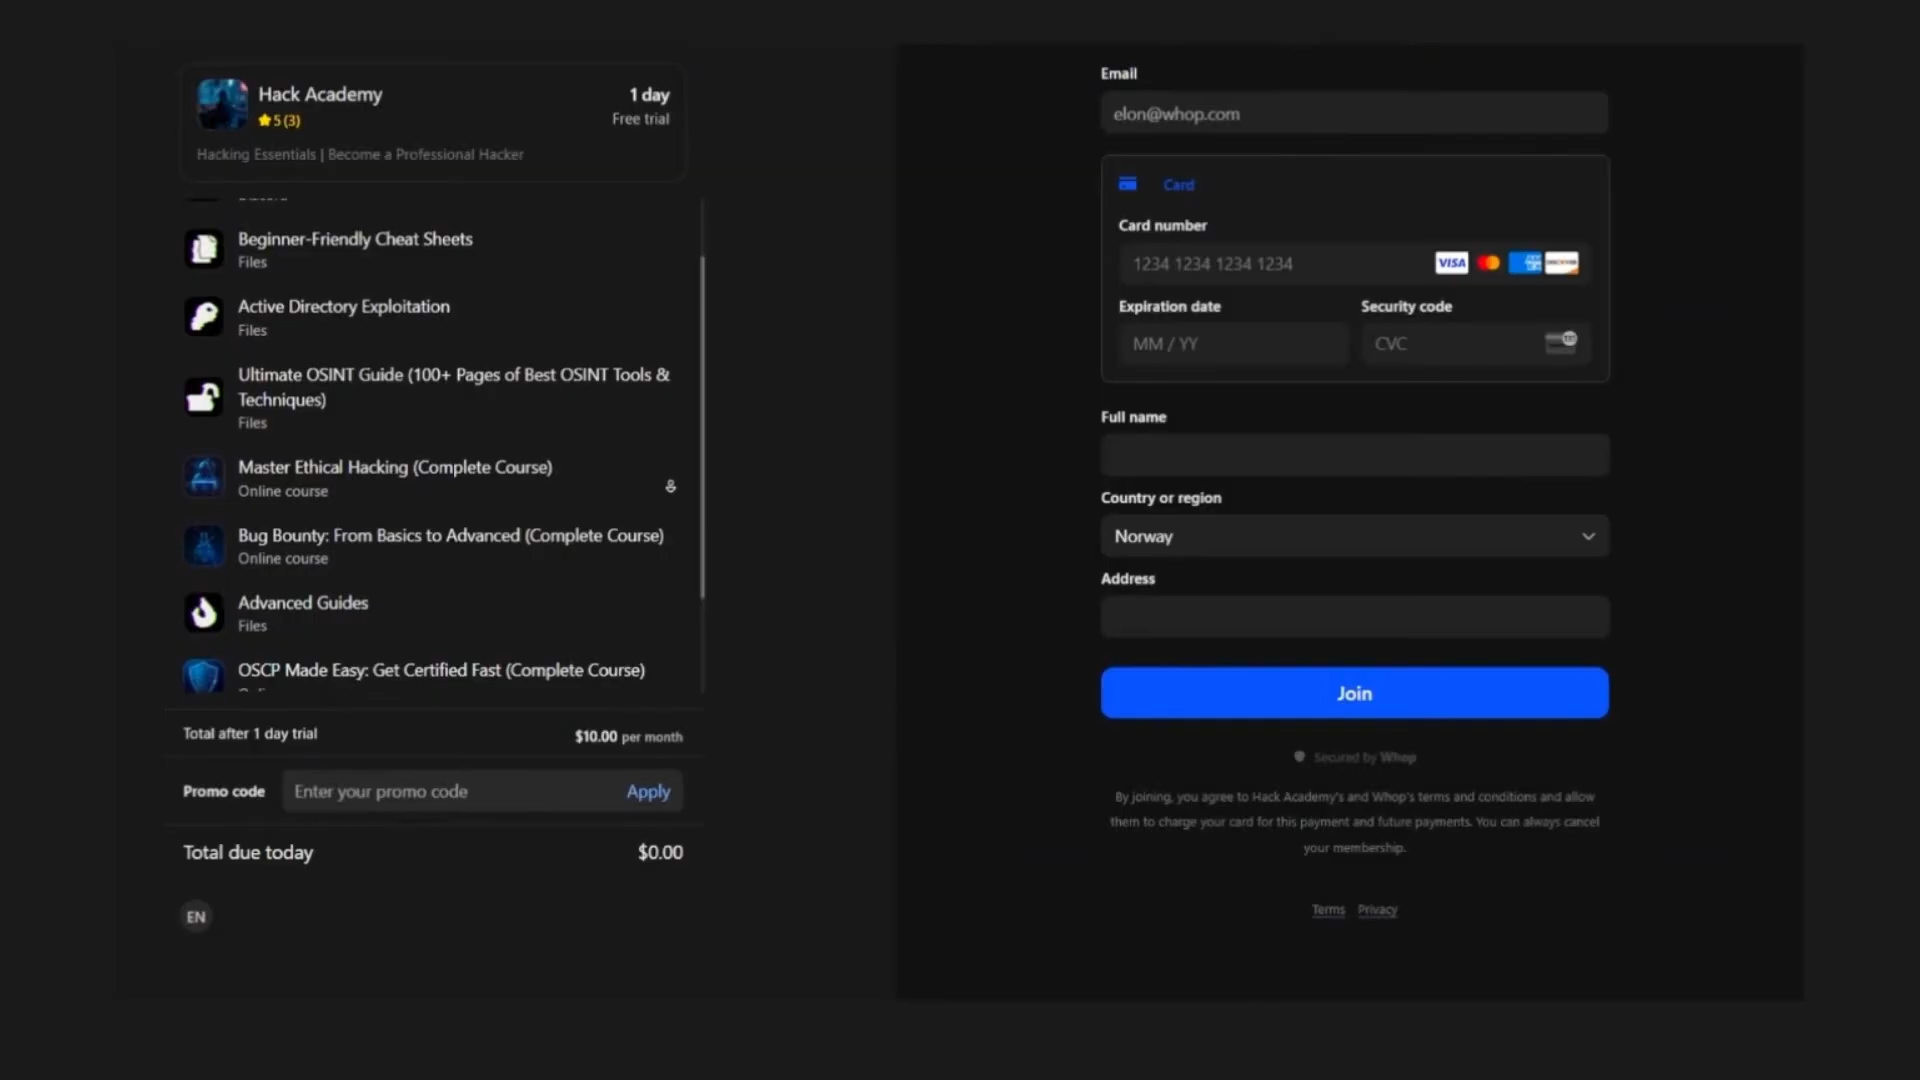 Hack Academy
1 day
5 (3)
Free trial
Hacking Essentials | Become a Professional Hacker
Beginner-Friendly Cheat Sheets
Files
Active Directory Exploitation
Files
Ultimate OSINT Guide (100+ Pages of Best OSINT Tools &
Techniques)
Files
Master Ethical Hacking (Complete Course)
Online course
Bug Bounty: From Basics to Advanced (Complete Course)
Online course
Advanced Guides
Files
OSCP Made Easy: Get Certified Fast (Complete Course)
Total after 1 day trial
$10.00 per month
Promo code
Enter your promo code
Apply
Total due today
$0.00
EN
Email
elon@whop.com
Card
Card number
1234 1234 1234 1234
VISA
Expiration date
Security code
MM / YY
CVC
Full name
Country or region
Norway
Address
Join
Secured by Whop
By joining, you agree to Hack Academy's and Whop's terms and conditions and allow
them to charge your card for this payment and future payments. You can always cancel
your membership.
Terms
Privacy